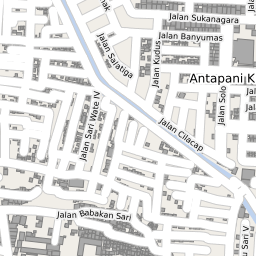 Jalan Sukanagara
Jalan Banyumas
Jalan Salatiga
Jalan Kudus
Antapani K
Jalan Solo
Jalan Sari Wate IV
Jalan Cilacap
Jalan Babakan Sari
u Sari V